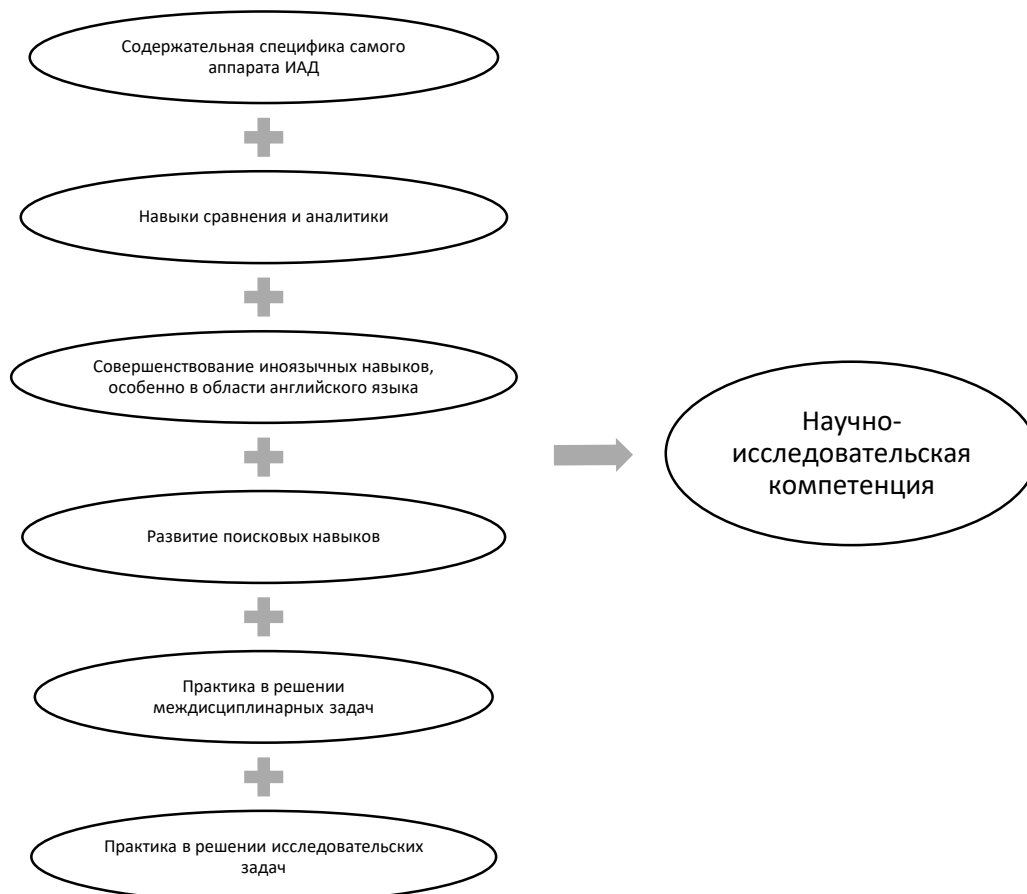 Содержательная специфика самого
аппарата ИАД
Навыки сравнения и аналитики
Совершенствование иноязычных навыков,
особенно в области английского языка
Развитие поисковых навыков
Практика в решении
междисциплинарных задач
Практика в решении исследовательских
задач
Научно-
исследовательская
компетенция